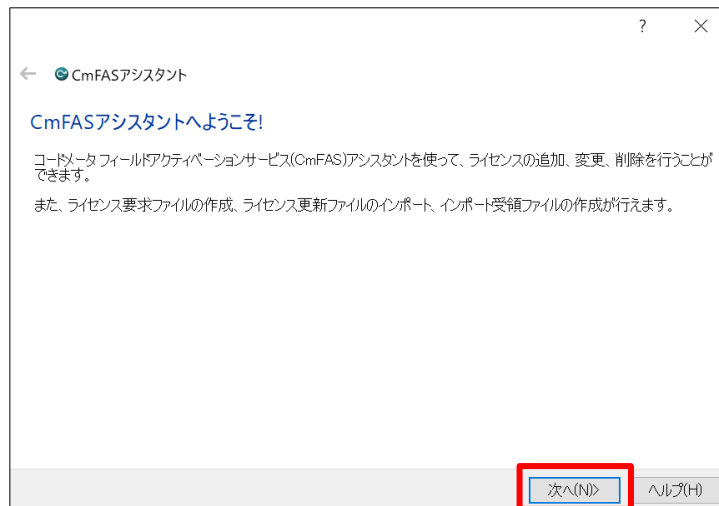 ?
CmFASアシスタント
CmFASアシスタントへようこそ!
コードメータ フィールドアクティベーションサービス(CmFAS)アシスタントを使って、ライセンスの追加、変更、削除を行うことが
できます。
また、ライセンス要求ファイルの作成、ライセンス更新ファイルのインポート、インポート受領ファイルの作成が行えます。
次へ(N)> ヘルプ(H)